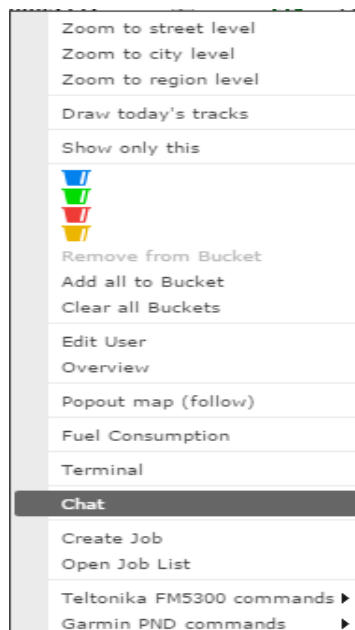 Zoom to street level
Zoom to city level
Zoom to region level
Draw today's tracks
Show only this
Remove from Bucket
Add all to Bucket
Clear all Buckets
Edit User
Overview
Popout map (follow)
Fuel Consumption
Terminal
Chat
Create Job
Open Job List
Teltonika FM5300 commands
Garmin PND commands